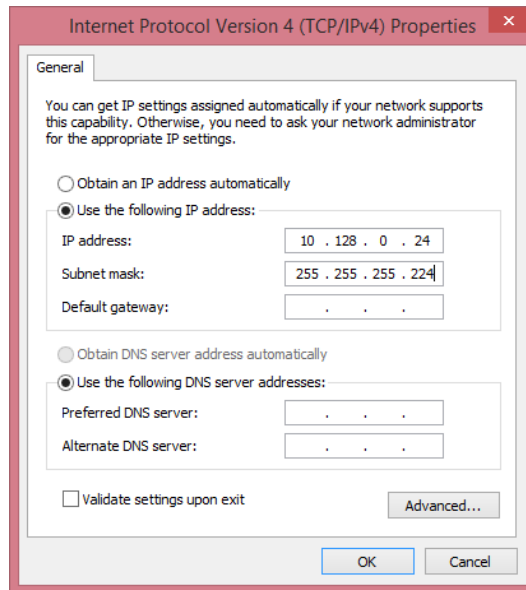 Internet Protocol Version 4 (TCP/IPv4) Properties
General
You can get IP settings assigned automatically if your network supports
this capability. Otherwise, you need to ask your network administrator
for the appropriate IP settings.
Obtain an IP address automatically
Use the following IP address:
IP address: 10 . 128 . 0 . 24
Subnet mask: 255 . 255 . 255 . 224
Default gateway: . . .
Obtain DNS server address automatically
Use the following DNS server addresses:
Preferred DNS server: . . .
Alternate DNS server: . . .
Validate settings upon exit
Advanced...
OK Cancel